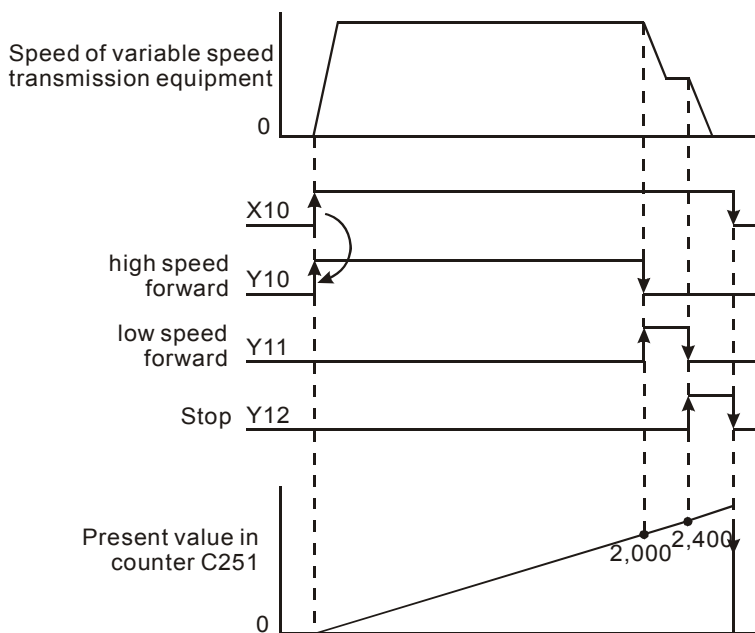 Speed of variable speed
transmission equipment
0
X10
high speed
forward
Y10
low speed
forward
Y11
Stop Y12
Present value in
counter C251
2,000
2,400
0